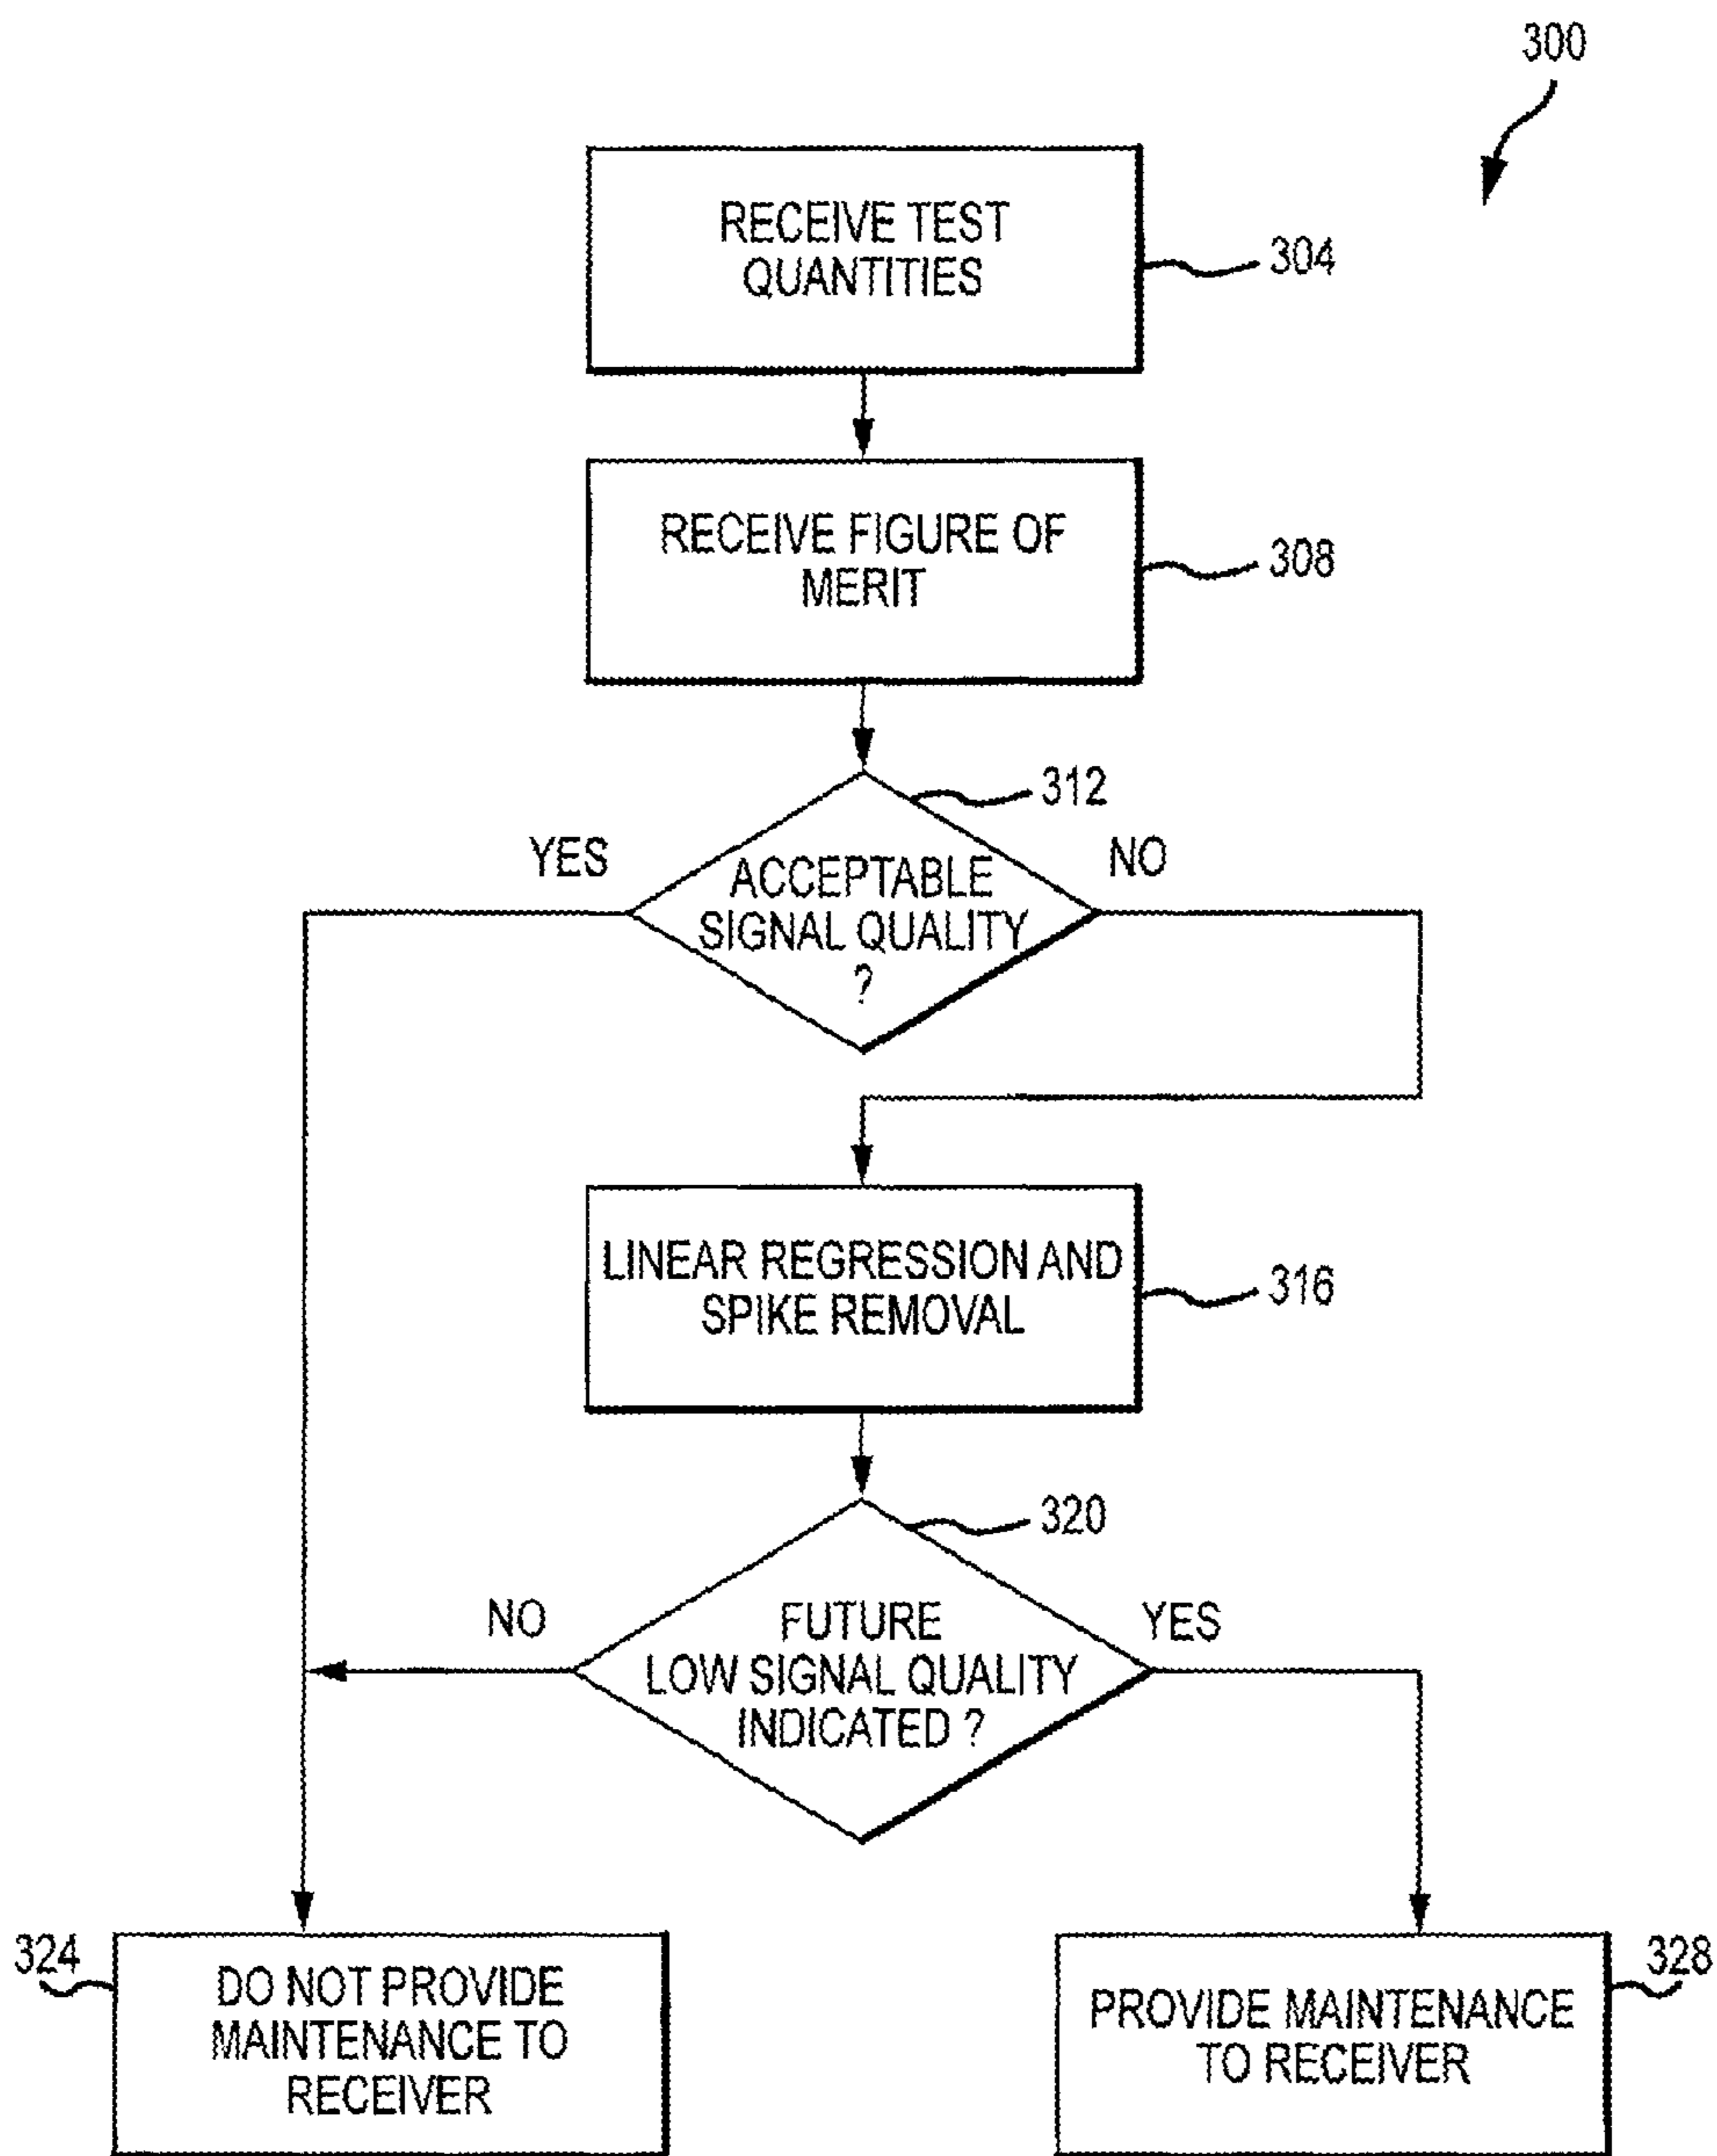 300
RECEIVE TEST
QUANTITIES
304
RECEIVE FIGURE OF
MERIT
308
312
YES
NO
ACCEPTABLE
SIGNAL QUALITY
?
LINEAR REGRESSION AND
SPIKE REMOVAL
316
320
NO
YES
FUTURE
LOW SIGNAL QUALITY
INDICATED ?
324
DO NOT PROVIDE
MAINTENANCE TO
RECEIVER
328
PROVIDE MAINTENANCE
TO RECEIVER